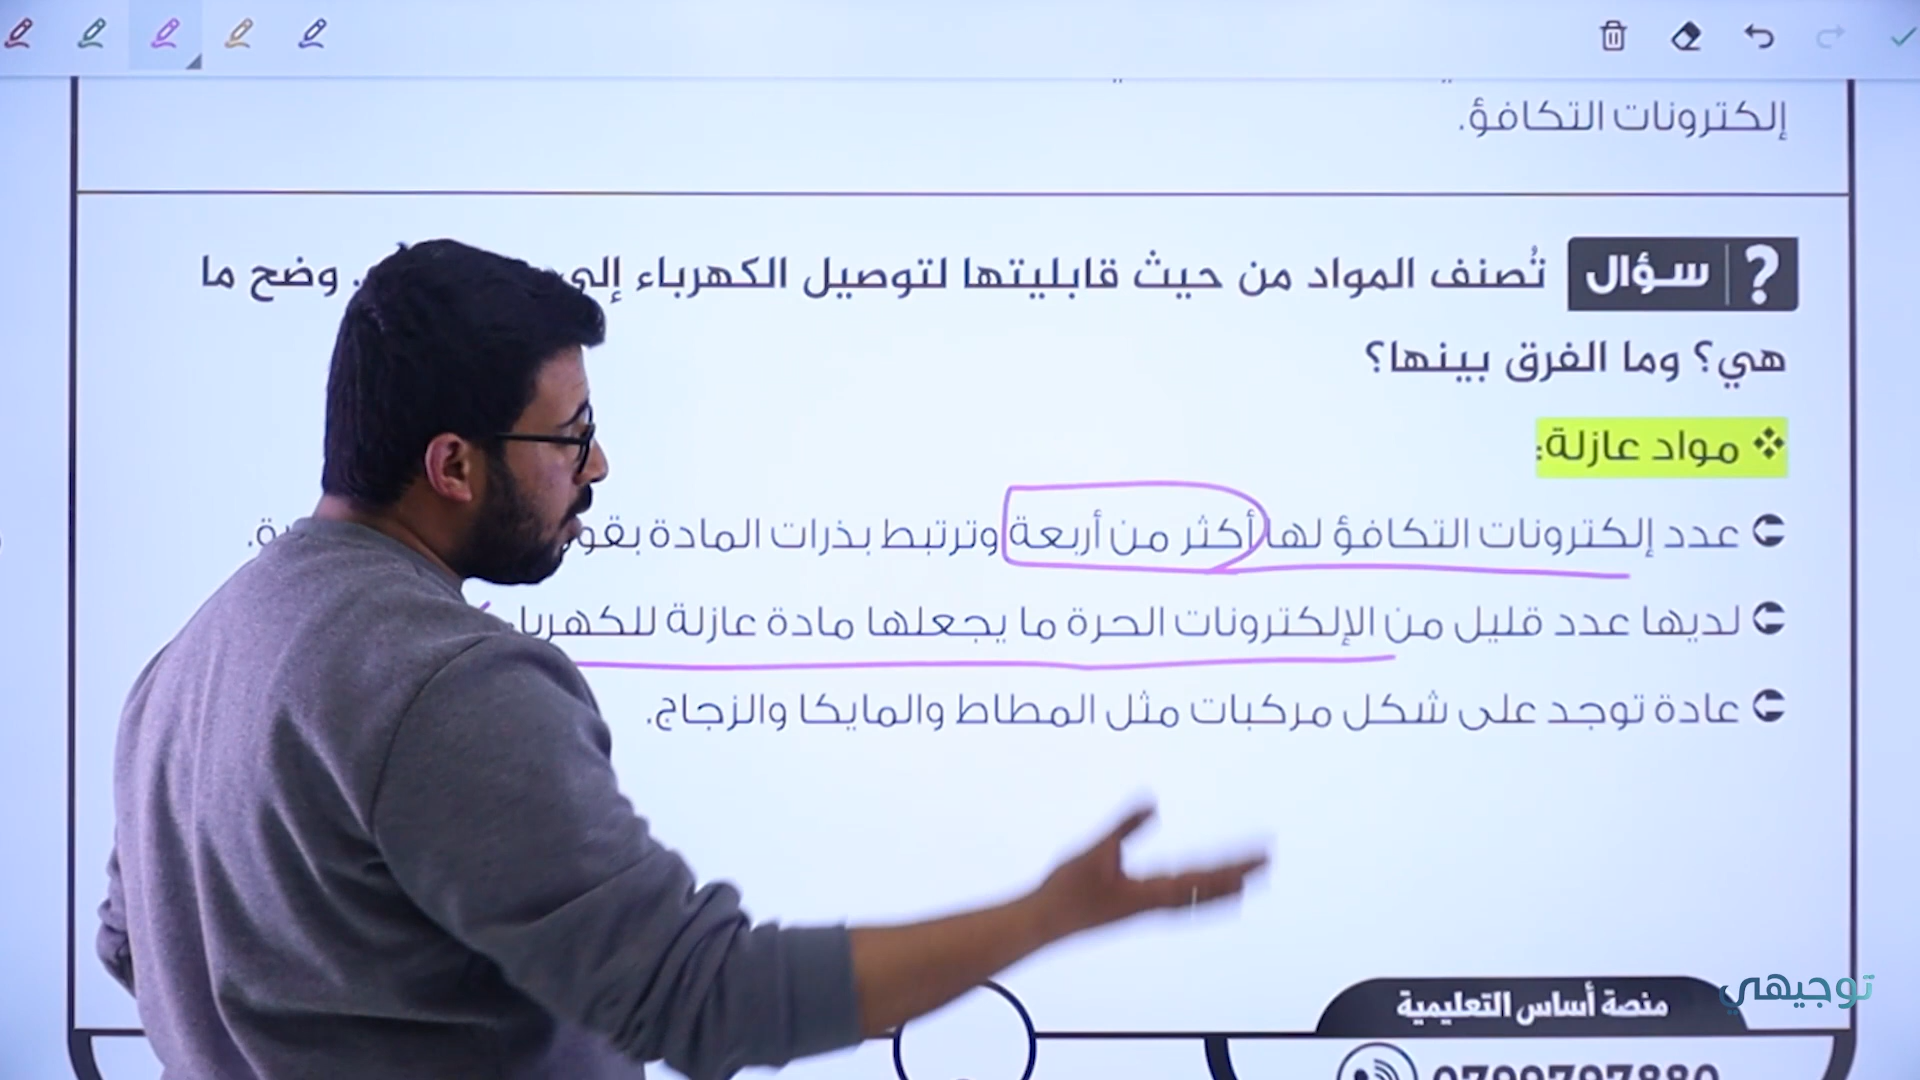 إلكترونات التكافؤ.
؟ سؤال تُصنف المواد من حيث قابليتها لتوصيل الكهرباء إلى . وضح ما
هي؟ وما الفرق بينها؟
مواد عازلة:
عدد إلكترونات التكافؤ لها أكثر من أربعة وترتبط بذرات المادة
لديها عدد قليل من الإلكترونات الحرة ما يجعلها مادة عازلة للكهرباء
عادة توجد على شكل مركبات مثل المطاط والمايكا والزجاج.
توجيهي
منصة أساس التعليمية
0799797880